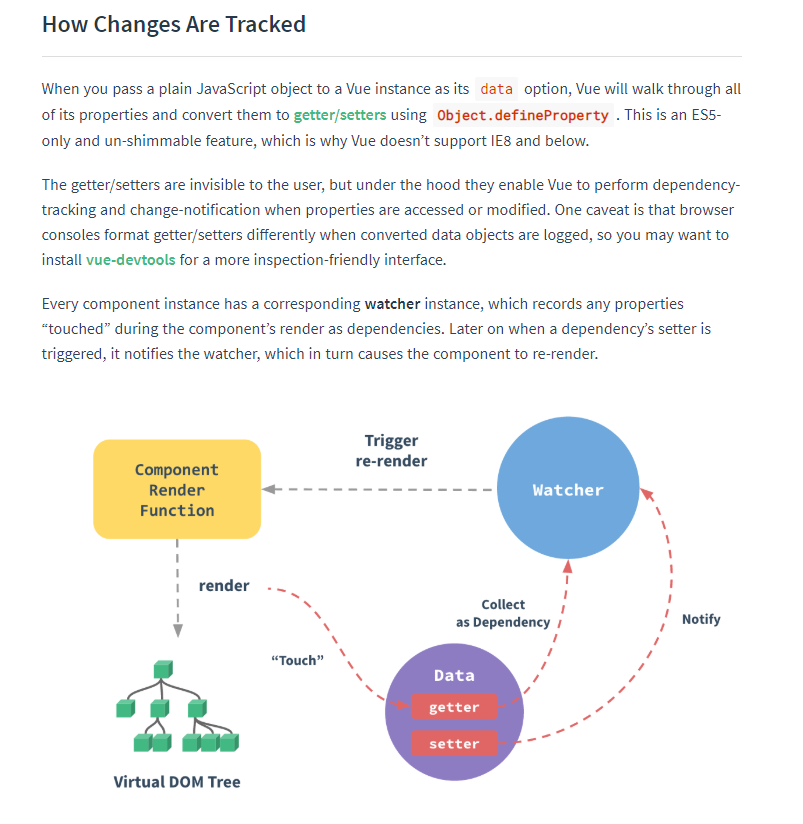 How Changes Are Tracked
When you pass a plain JavaScript object to a Vue instance as its data option, Vue will walk through all
of its properties and convert them to getter/setters using Object.defineProperty . This is an ES5-
only and un-shimmable feature, which is why Vue doesn’t support IE8 and below.
The getter/setters are invisible to the user, but under the hood they enable Vue to perform dependency-
tracking and change-notification when properties are accessed or modified. One caveat is that browser
consoles format getter/setters differently when converted data objects are logged, so you may want to
install vue-devtools for a more inspection-friendly interface.
Every component instance has a corresponding watcher instance, which records any properties
“touched” during the component’s render as dependencies. Later on when a dependency’s setter is
triggered, it notifies the watcher, which in turn causes the component to re-render.
Component
Render
Function
Trigger
re-render
Watcher
render
“Touch”
Collect
as Dependency
Notify
Data
getter
setter
Virtual DOM Tree